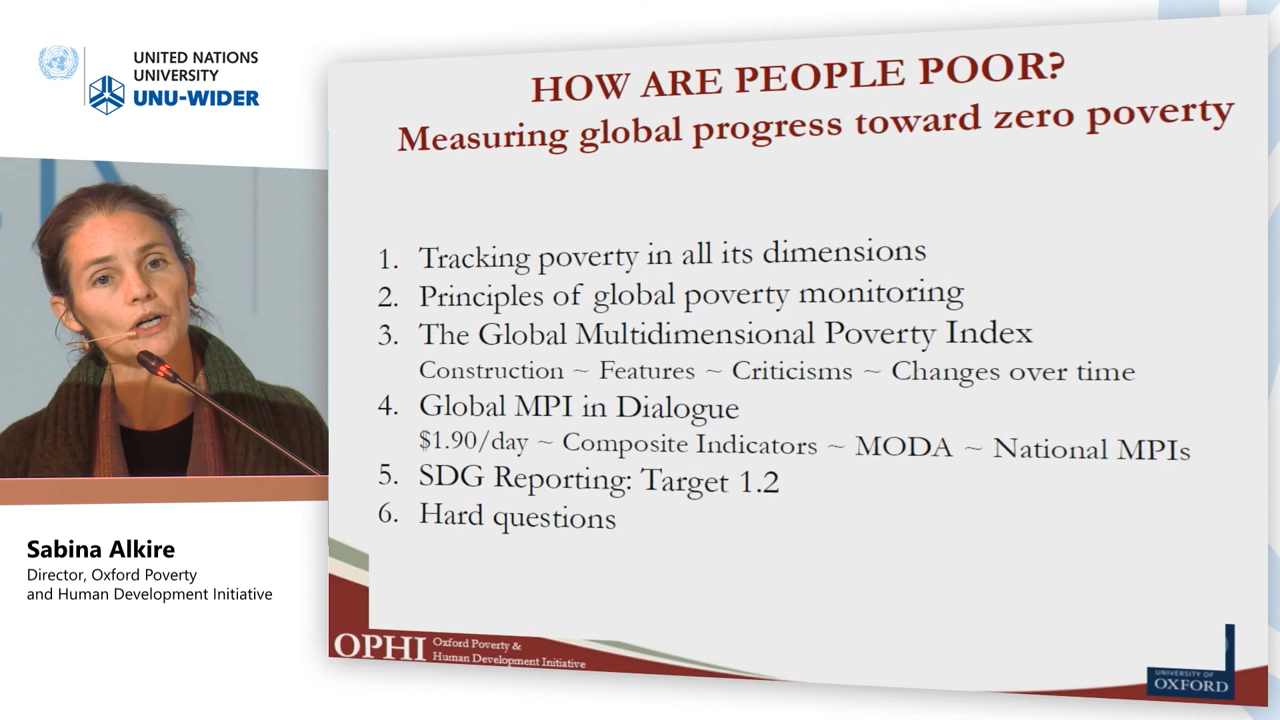 UNITED NATIONS
UNIVERSITY
UNU-WIDER
Sabina Alkire
Director, Oxford Poverty
and Human Development Initiative
HOW ARE PEOPLE POOR?
Measuring global progress toward zero poverty
1. Tracking poverty in all its dimensions
2. Principles of global poverty monitoring
3. The Global Multidimensional Poverty Index
Construction ~ Features ~ Criticisms ~ Changes over time
4. Global MPI in Dialogue
$1.90/day ~ Composite Indicators ~ MODA ~ National MPIs
5. SDG Reporting: Target 1.2
6. Hard questions
OPHI
Oxford Poverty &
Human Development Initiative
UNIVERSITY OF
OXFORD